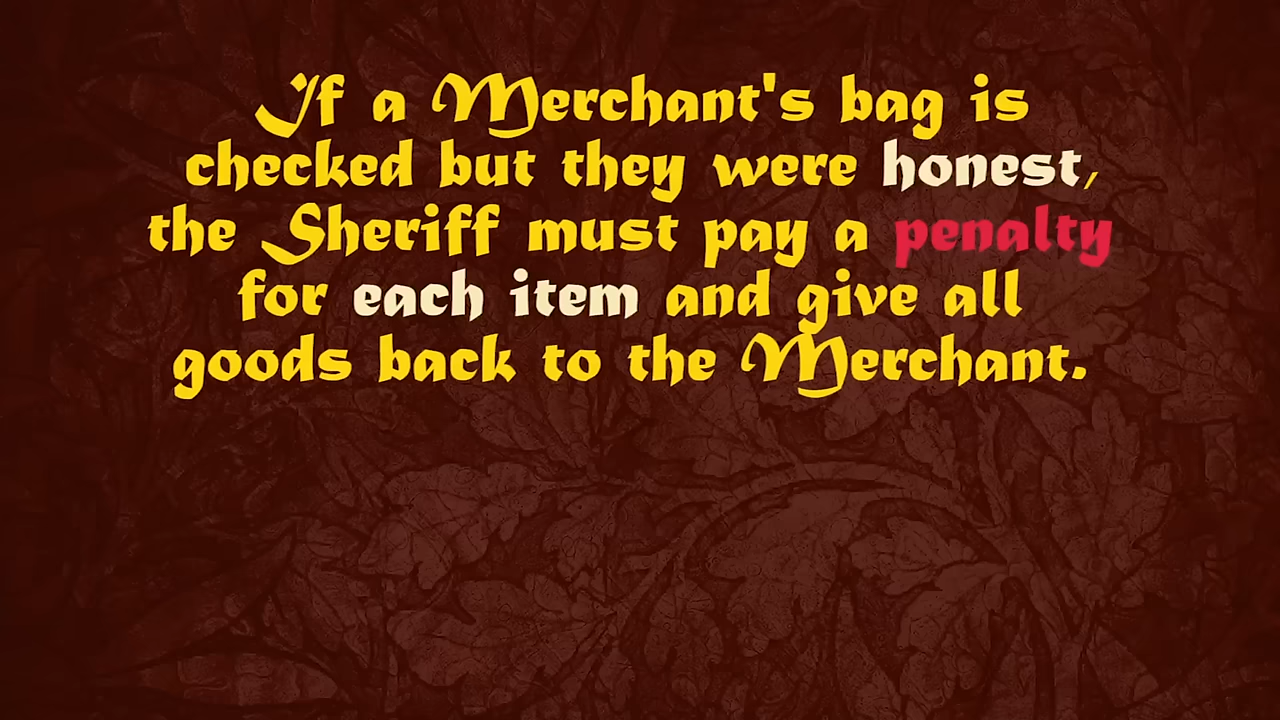 If a Merchant's bag is
checked but they were honest,
the Sheriff must pay a penalty
for each item and give all
goods back to the Merchant.